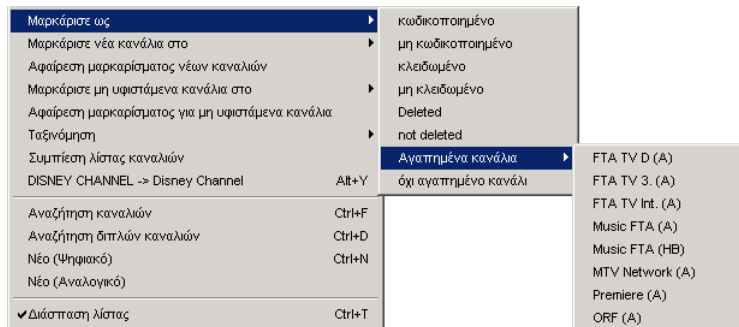 Μαρκάρισε ως
Μαρκάρισε νέα κανάλια στο
Αφαίρεση μαρκαρίσματος νέων καναλιών
Μαρκάρισε μη υφιστάμενα κανάλια στο
Αφαίρεση μαρκαρίσματος για μη υφιστάμενα κανάλια
Ταξινόμηση
Συμπίεση λίστας καναλιών
DISNEY CHANNEL -> Disney Channel Alt+Y
Αναζήτηση καναλιών Ctrl+F
Αναζήτηση διπλών καναλιών Ctrl+D
Νέο (Ψηφιακό) Ctrl+N
Νέο (Αναλογικό)
✔Διάσπαση λίστας Ctrl+T
κωδικοποιημένο
μη κωδικοποιημένο
κλειδωμένο
μη κλειδωμένο
Deleted
not deleted
Αγαπημένα κανάλια
όχι αγαπημένο κανάλι
FTA TV D (A)
FTA TV 3. (A)
FTA TV Int. (A)
Music FTA (A)
Music FTA (HB)
MTV Network (A)
Premiere (A)
ORF (A)